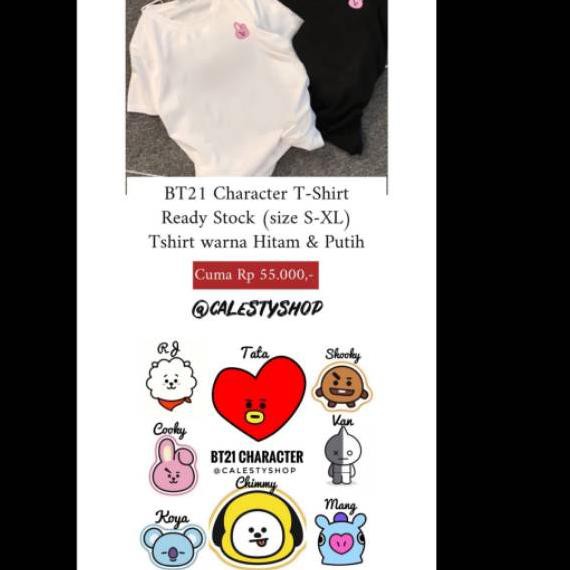 BT21 Character T-Shirt
Ready Stock (size S-XL)
Tshirt warna Hitam & Putih
Cuma Rp 55.000,-
@CALESTYSHOP
RJ
Tata
Shooky
Cooky
Van
BT21 CHARACTER
@CALESTYSHOP
Chimmy
Koya
Mang